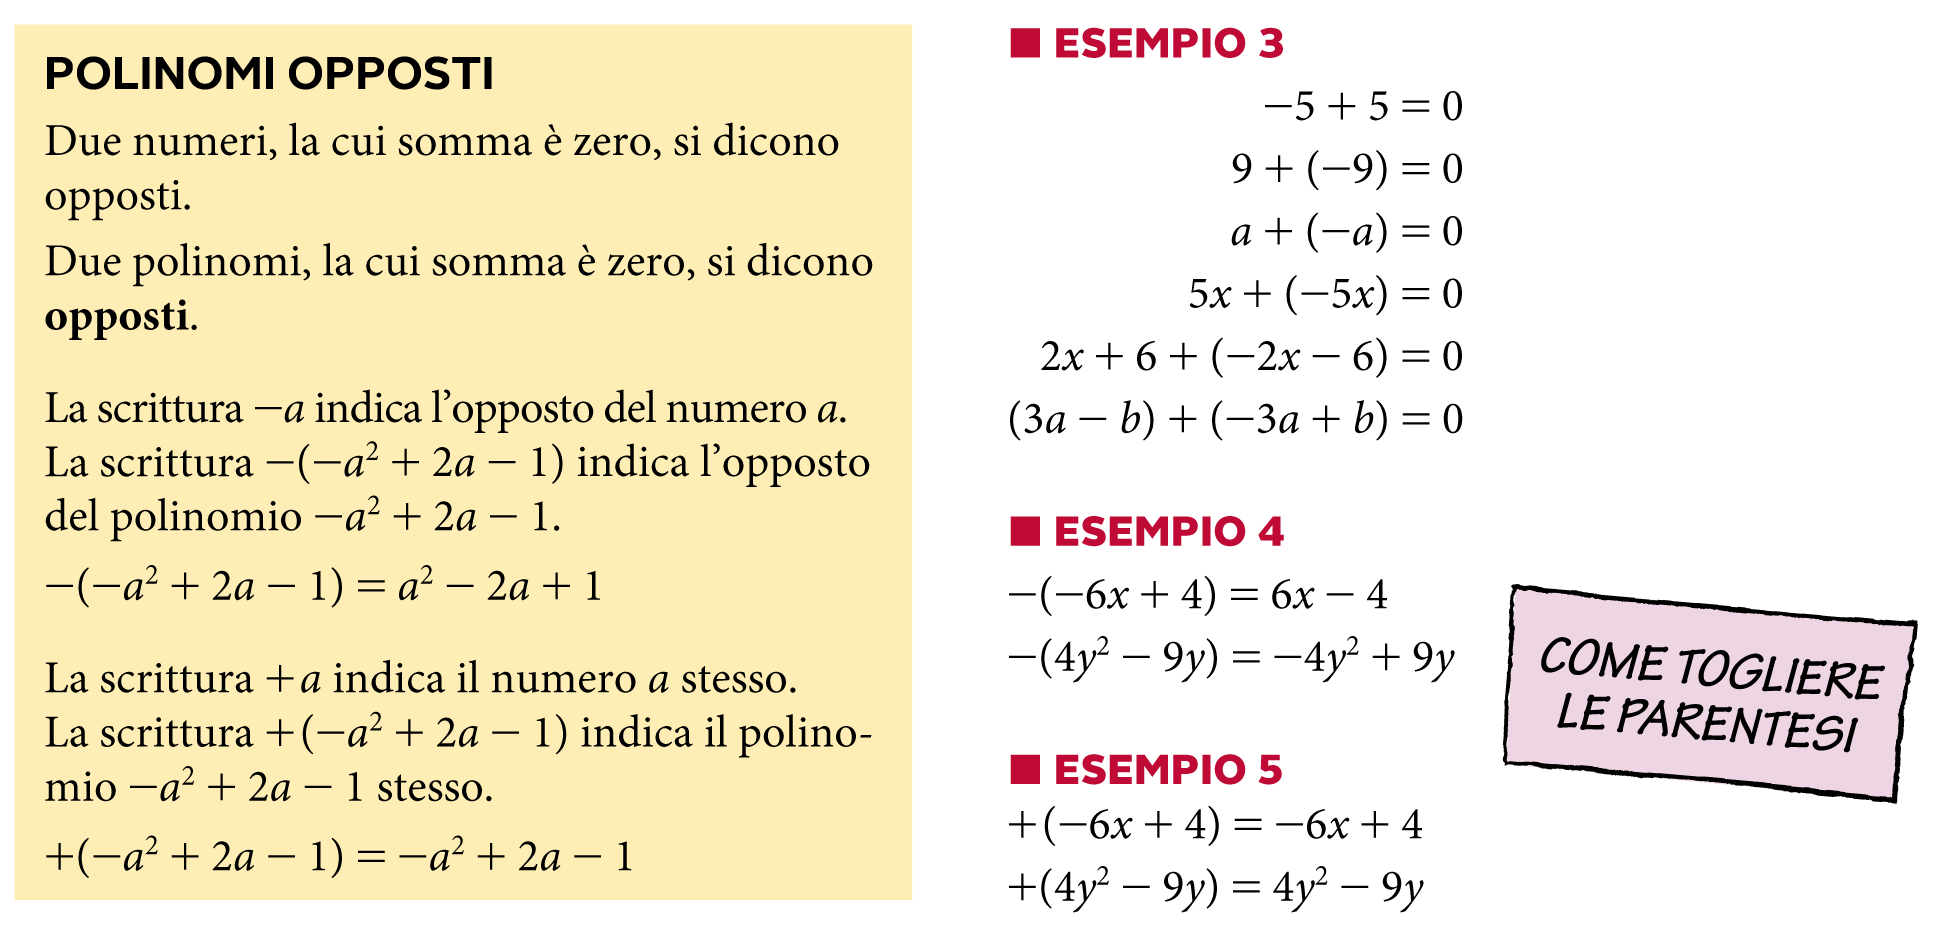 POLINOMI OPPOSTI
Due numeri, la cui somma è zero, si dicono
opposti.
Due polinomi, la cui somma è zero, si dicono
opposti.
La scrittura −a indica l’opposto del numero a.
La scrittura −(−a² + 2a − 1) indica l’opposto
del polinomio −a² + 2a − 1.
−(−a² + 2a − 1) = a² − 2a + 1
La scrittura +a indica il numero a stesso.
La scrittura +(−a² + 2a − 1) indica il polino-
mio −a² + 2a − 1 stesso.
+(−a² + 2a − 1) = −a² + 2a − 1
■ ESEMPIO 3
−5 + 5 = 0
9 + (−9) = 0
a + (−a) = 0
5x + (−5x) = 0
2x + 6 + (−2x − 6) = 0
(3a − b) + (−3a + b) = 0
■ ESEMPIO 4
−(−6x + 4) = 6x − 4
−(4y² − 9y) = −4y² + 9y
■ ESEMPIO 5
+(−6x + 4) = −6x + 4
+(4y² − 9y) = 4y² − 9y
COME TOGLIERE
LE PARENTESI